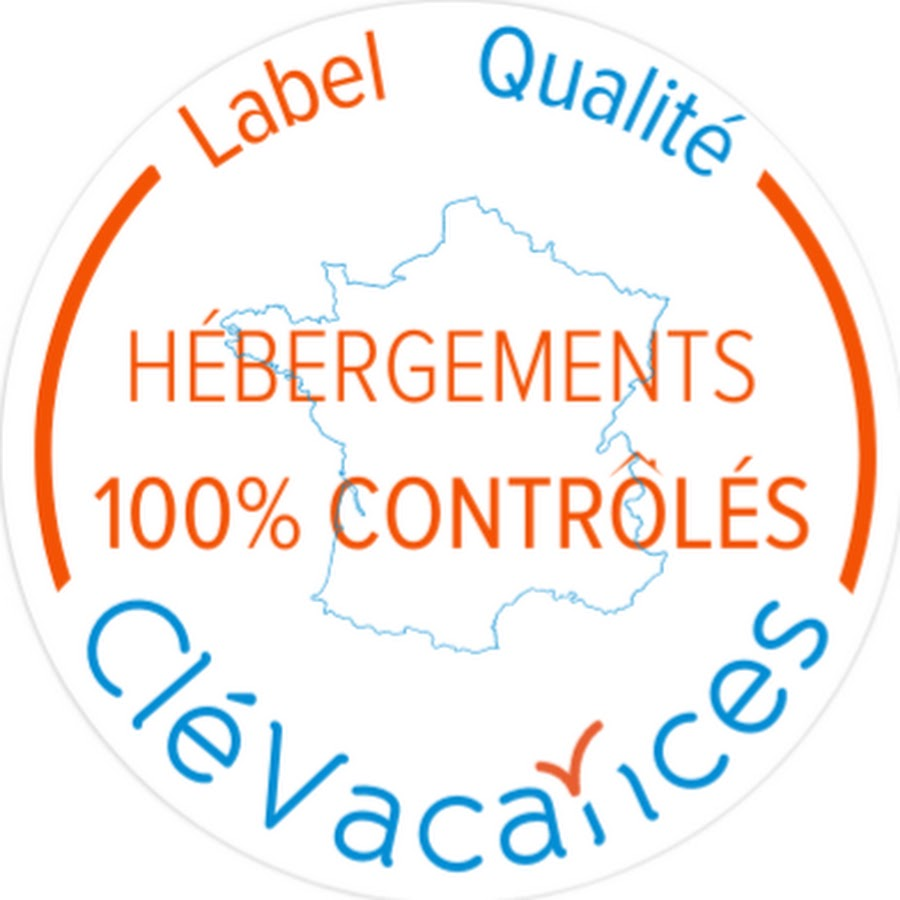 Label Qualité
HÉBERGEMENTS
100% CONTRÔLÉS
CléVacances